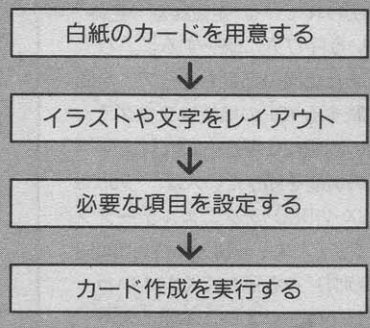 白紙のカードを用意する
イラストや文字をレイアウト
必要な項目を設定する
カード作成を実行する